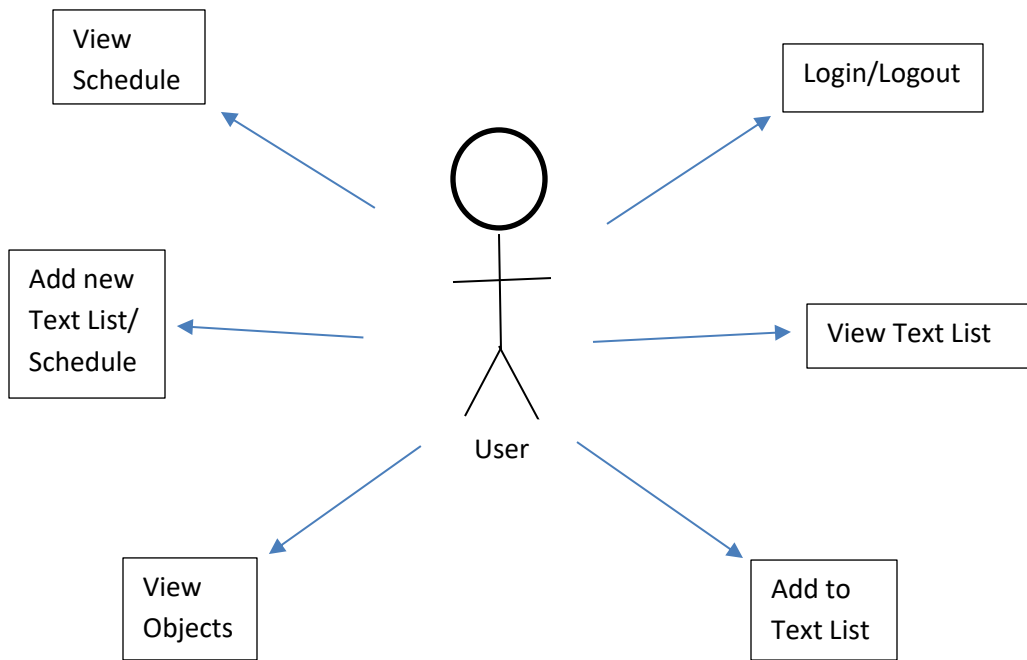 View
Schedule
Login/Logout
Add new
Text List/
Schedule
View Text List
User
View
Objects
Add to
Text List